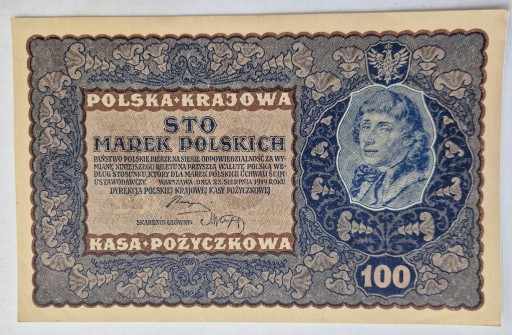 POLSKA·KRAJOWA
STO
MAREK POLSKICH
PAŃSTWO POLSKIE BIERZE NA SIEBIE ODPOWIEDZIALNOŚĆ ZA WY-
MIANĘ NINIEJSZEGO BILETU NA PRZYSZŁĄ WALUTĘ POLSKĄ WE-
DŁUG STOSUNKU, KTÓRY DLA MAREK POLSKICH UCHWALI SEJM
USTAWODAWCZY. WARSZAWA, DNIA 23. SIERPNIA 1919 ROKU
DYREKCJA POLSKIEJ KRAJOWEJ KASY POŻYCZKOWEJ
SKARBNIK GŁÓWNY:
KASA·POŻYCZKOWA
100